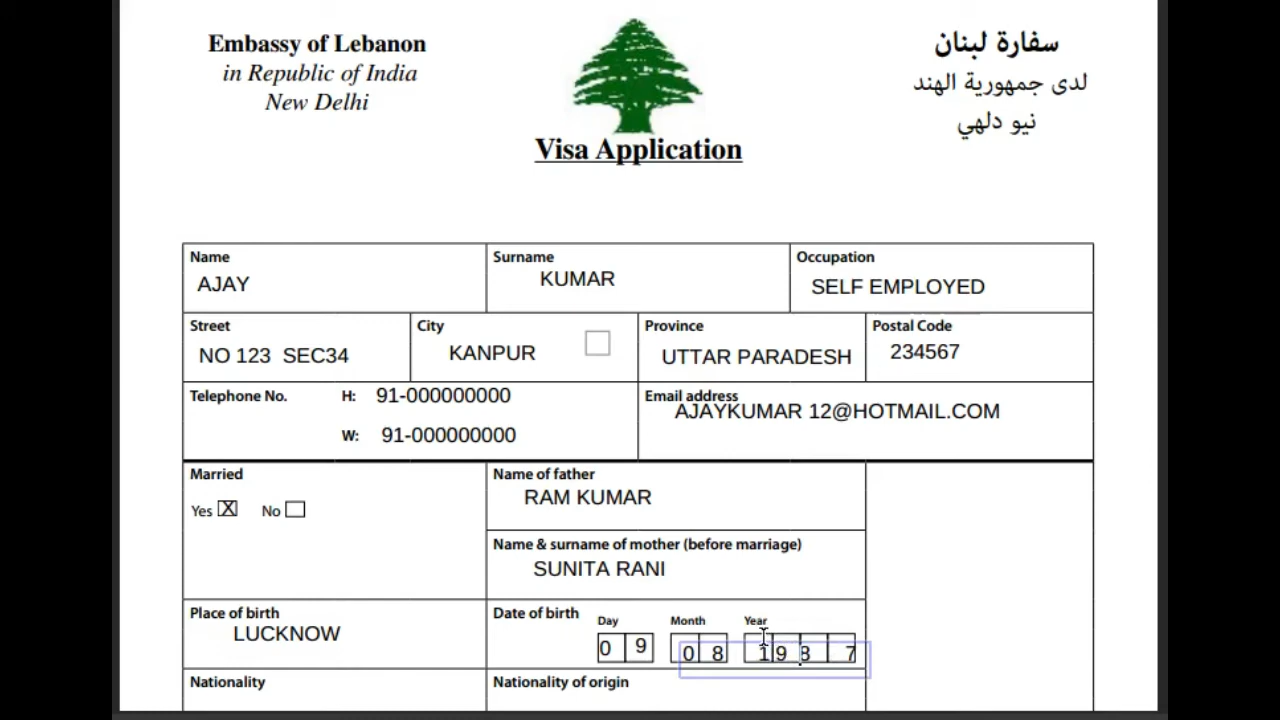 Embassy of Lebanon
in Republic of India
New Delhi
سفارة لبنان
لدى جمهورية الهند
نيو دلهي
Visa Application
Name
AJAY
Surname
KUMAR
Occupation
SELF EMPLOYED
Street
NO 123 SEC34
City
KANPUR
Province
UTTAR PARADESH
Postal Code
234567
Telephone No.
H: 91-000000000
W: 91-000000000
Email address
AJAYKUMAR 12@HOTMAIL.COM
Married
Yes X No
Name of father
RAM KUMAR
Name & surname of mother (before marriage)
SUNITA RANI
Place of birth
LUCKNOW
Date of birth
Day Month Year
0 9 0 8 1 9 8 7
Nationality
Nationality of origin